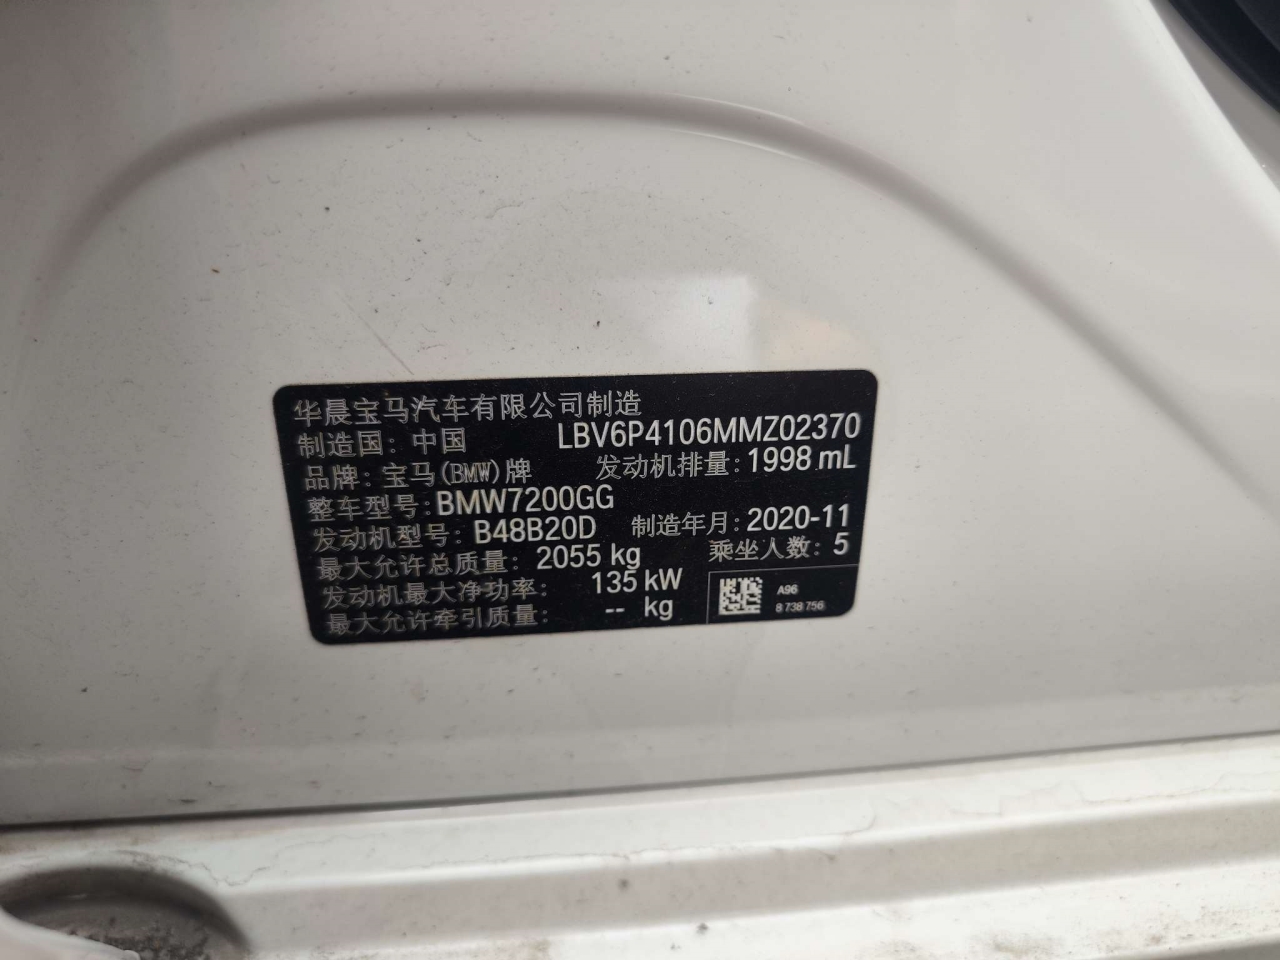 华晨宝马汽车有限公司制造
制造国: 中国 LBV6P4106MMZ02370
品牌: 宝马(BMW)牌 发动机排量: 1998 mL
整车型号: BMW7200GG
发动机型号: B48B20D 制造年月: 2020-11
最大允许总质量: 2055 kg 乘坐人数: 5
发动机最大净功率: 135 kW
最大允许牵引质量: -- kg
A96
8 738 756